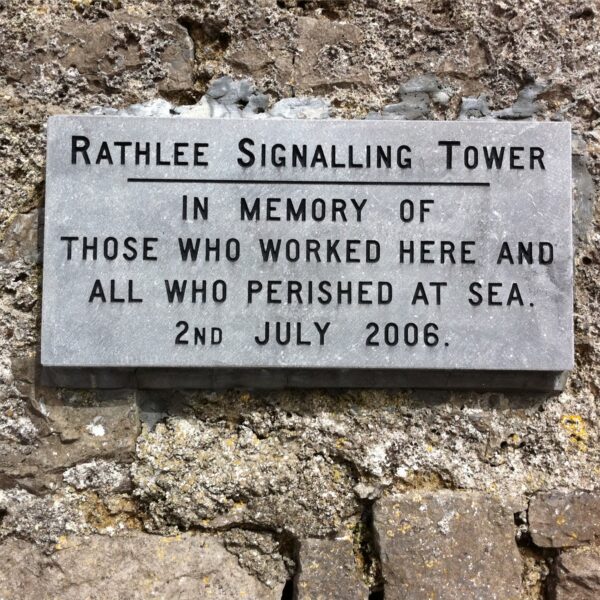 RATHLEE SIGNALLING TOWER
IN MEMORY OF
THOSE WHO WORKED HERE AND
ALL WHO PERISHED AT SEA.
2ND JULY 2006.